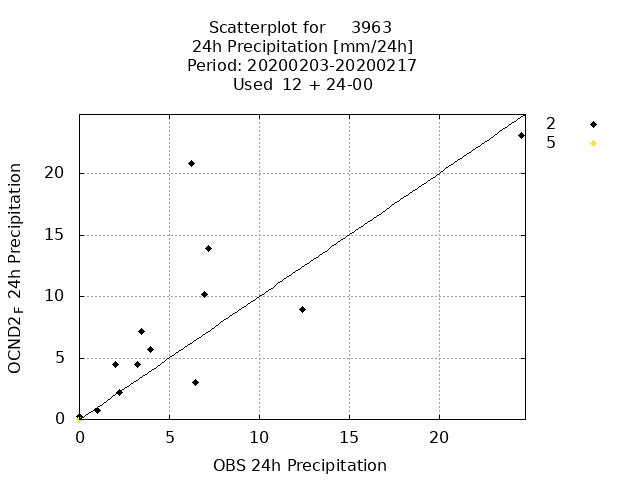 Scatterplot for 3963
24h Precipitation [mm/24h]
Period: 20200203-20200217
Used 12 + 24-00
2
5
OCND2F 24h Precipitation
20
15
10
5
0
0 5 10 15 20
OBS 24h Precipitation